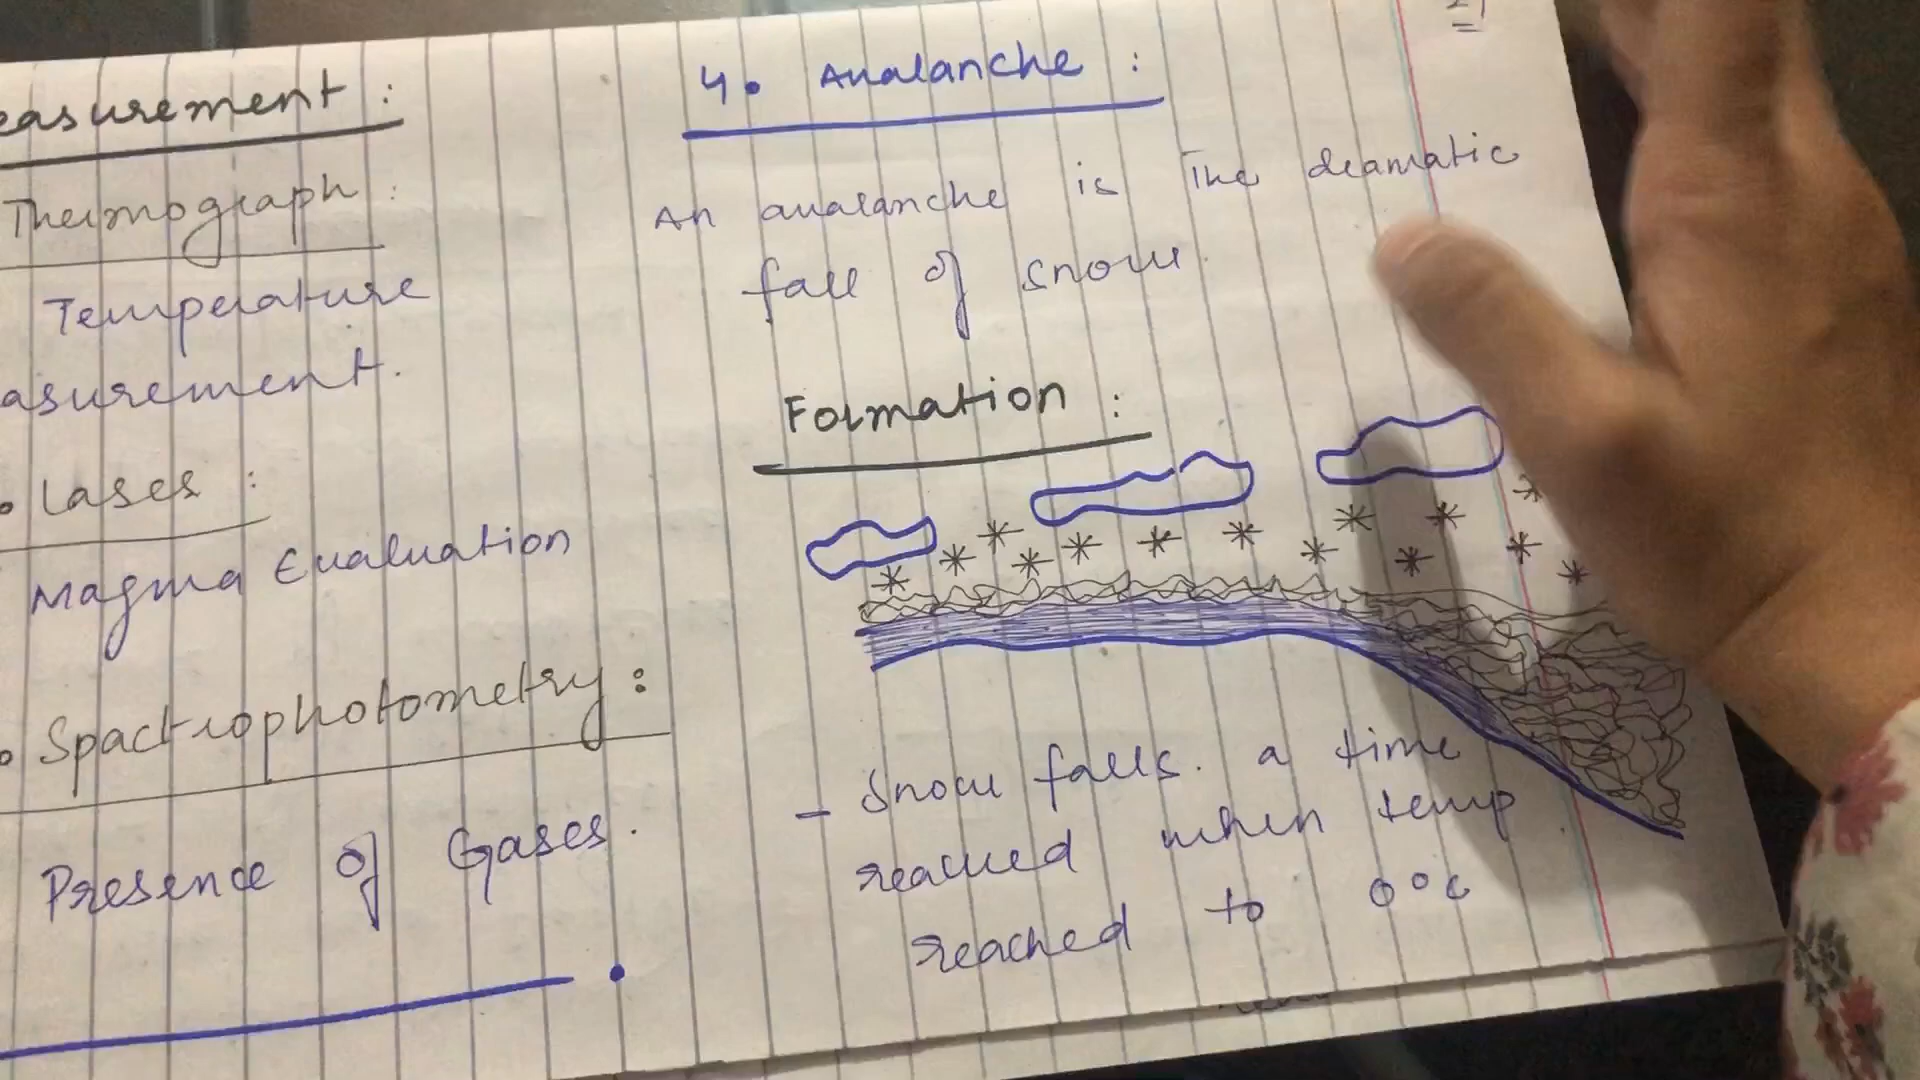 easurement :
Thermograph :
Temperature
asurement.
• Lases :
Magma Evaluation
• Spactrophotometry :
Presence of Gases.
4. Avalanche :
An avalanche is The dramatic
fall of snow.
Formation :
- Snow falls. a time
reached when temp
reached to 0°c